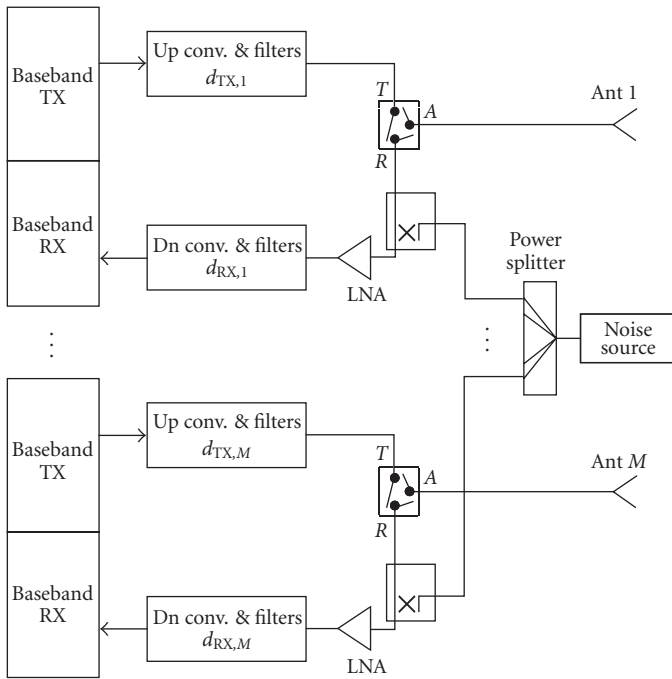 Baseband
TX
Up conv. & filters
d_TX,1
T
A
R
Ant 1
Baseband
RX
Dn conv. & filters
d_RX,1
LNA
Power
splitter
Noise
source
⋮
⋮
Baseband
TX
Up conv. & filters
d_TX,M
T
A
R
Ant M
Baseband
RX
Dn conv. & filters
d_RX,M
LNA